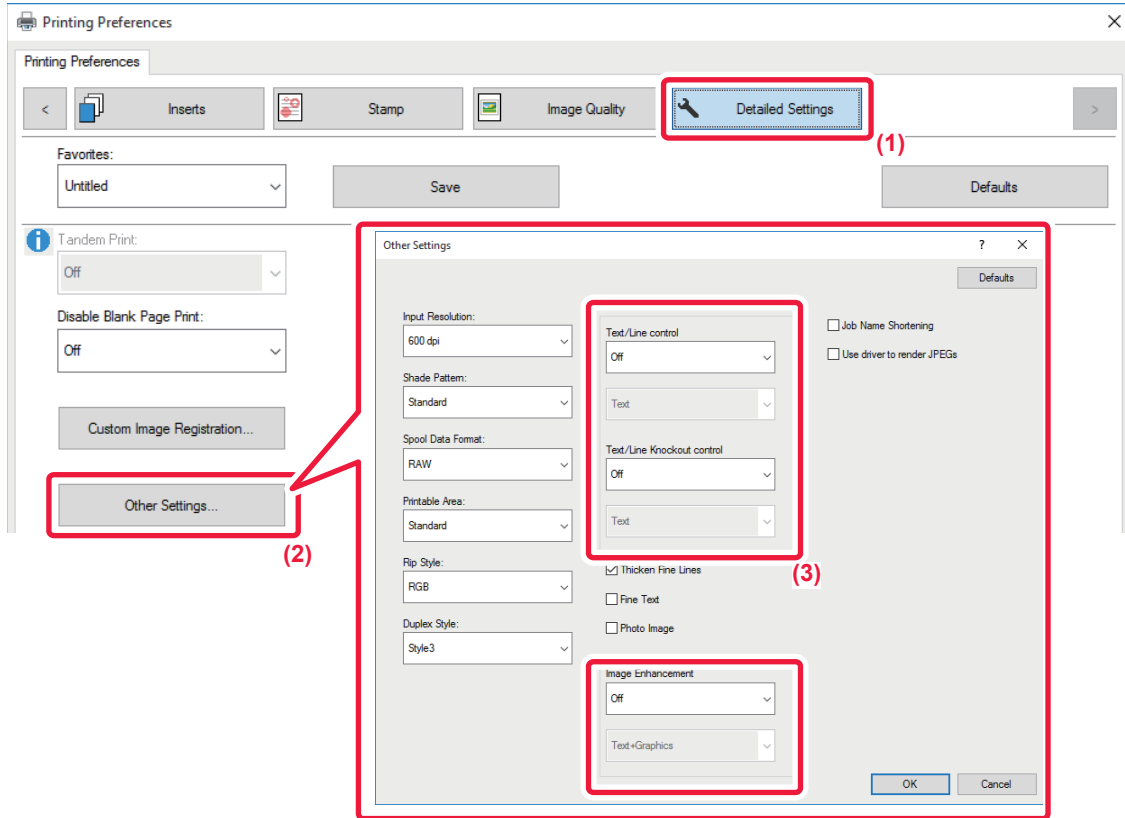 Printing Preferences
Printing Preferences
< Inserts Stamp Image Quality Detailed Settings >
(1)
Favorites:
Untitled Save Defaults
Tandem Print:
Off
Disable Blank Page Print:
Off
Custom Image Registration...
Other Settings...
(2)
Other Settings ? ×
Defaults
Input Resolution:
600 dpi
Shade Pattern:
Standard
Spool Data Format:
RAW
Printable Area:
Standard
Rip Style:
RGB
Duplex Style:
Style3
Text/Line control
Off
Text
Text/Line Knockout control
Off
Text
(3)
Thicken Fine Lines
Fine Text
Photo Image
Image Enhancement
Off
Text+Graphics
Job Name Shortening
Use driver to render JPEGs
OK Cancel